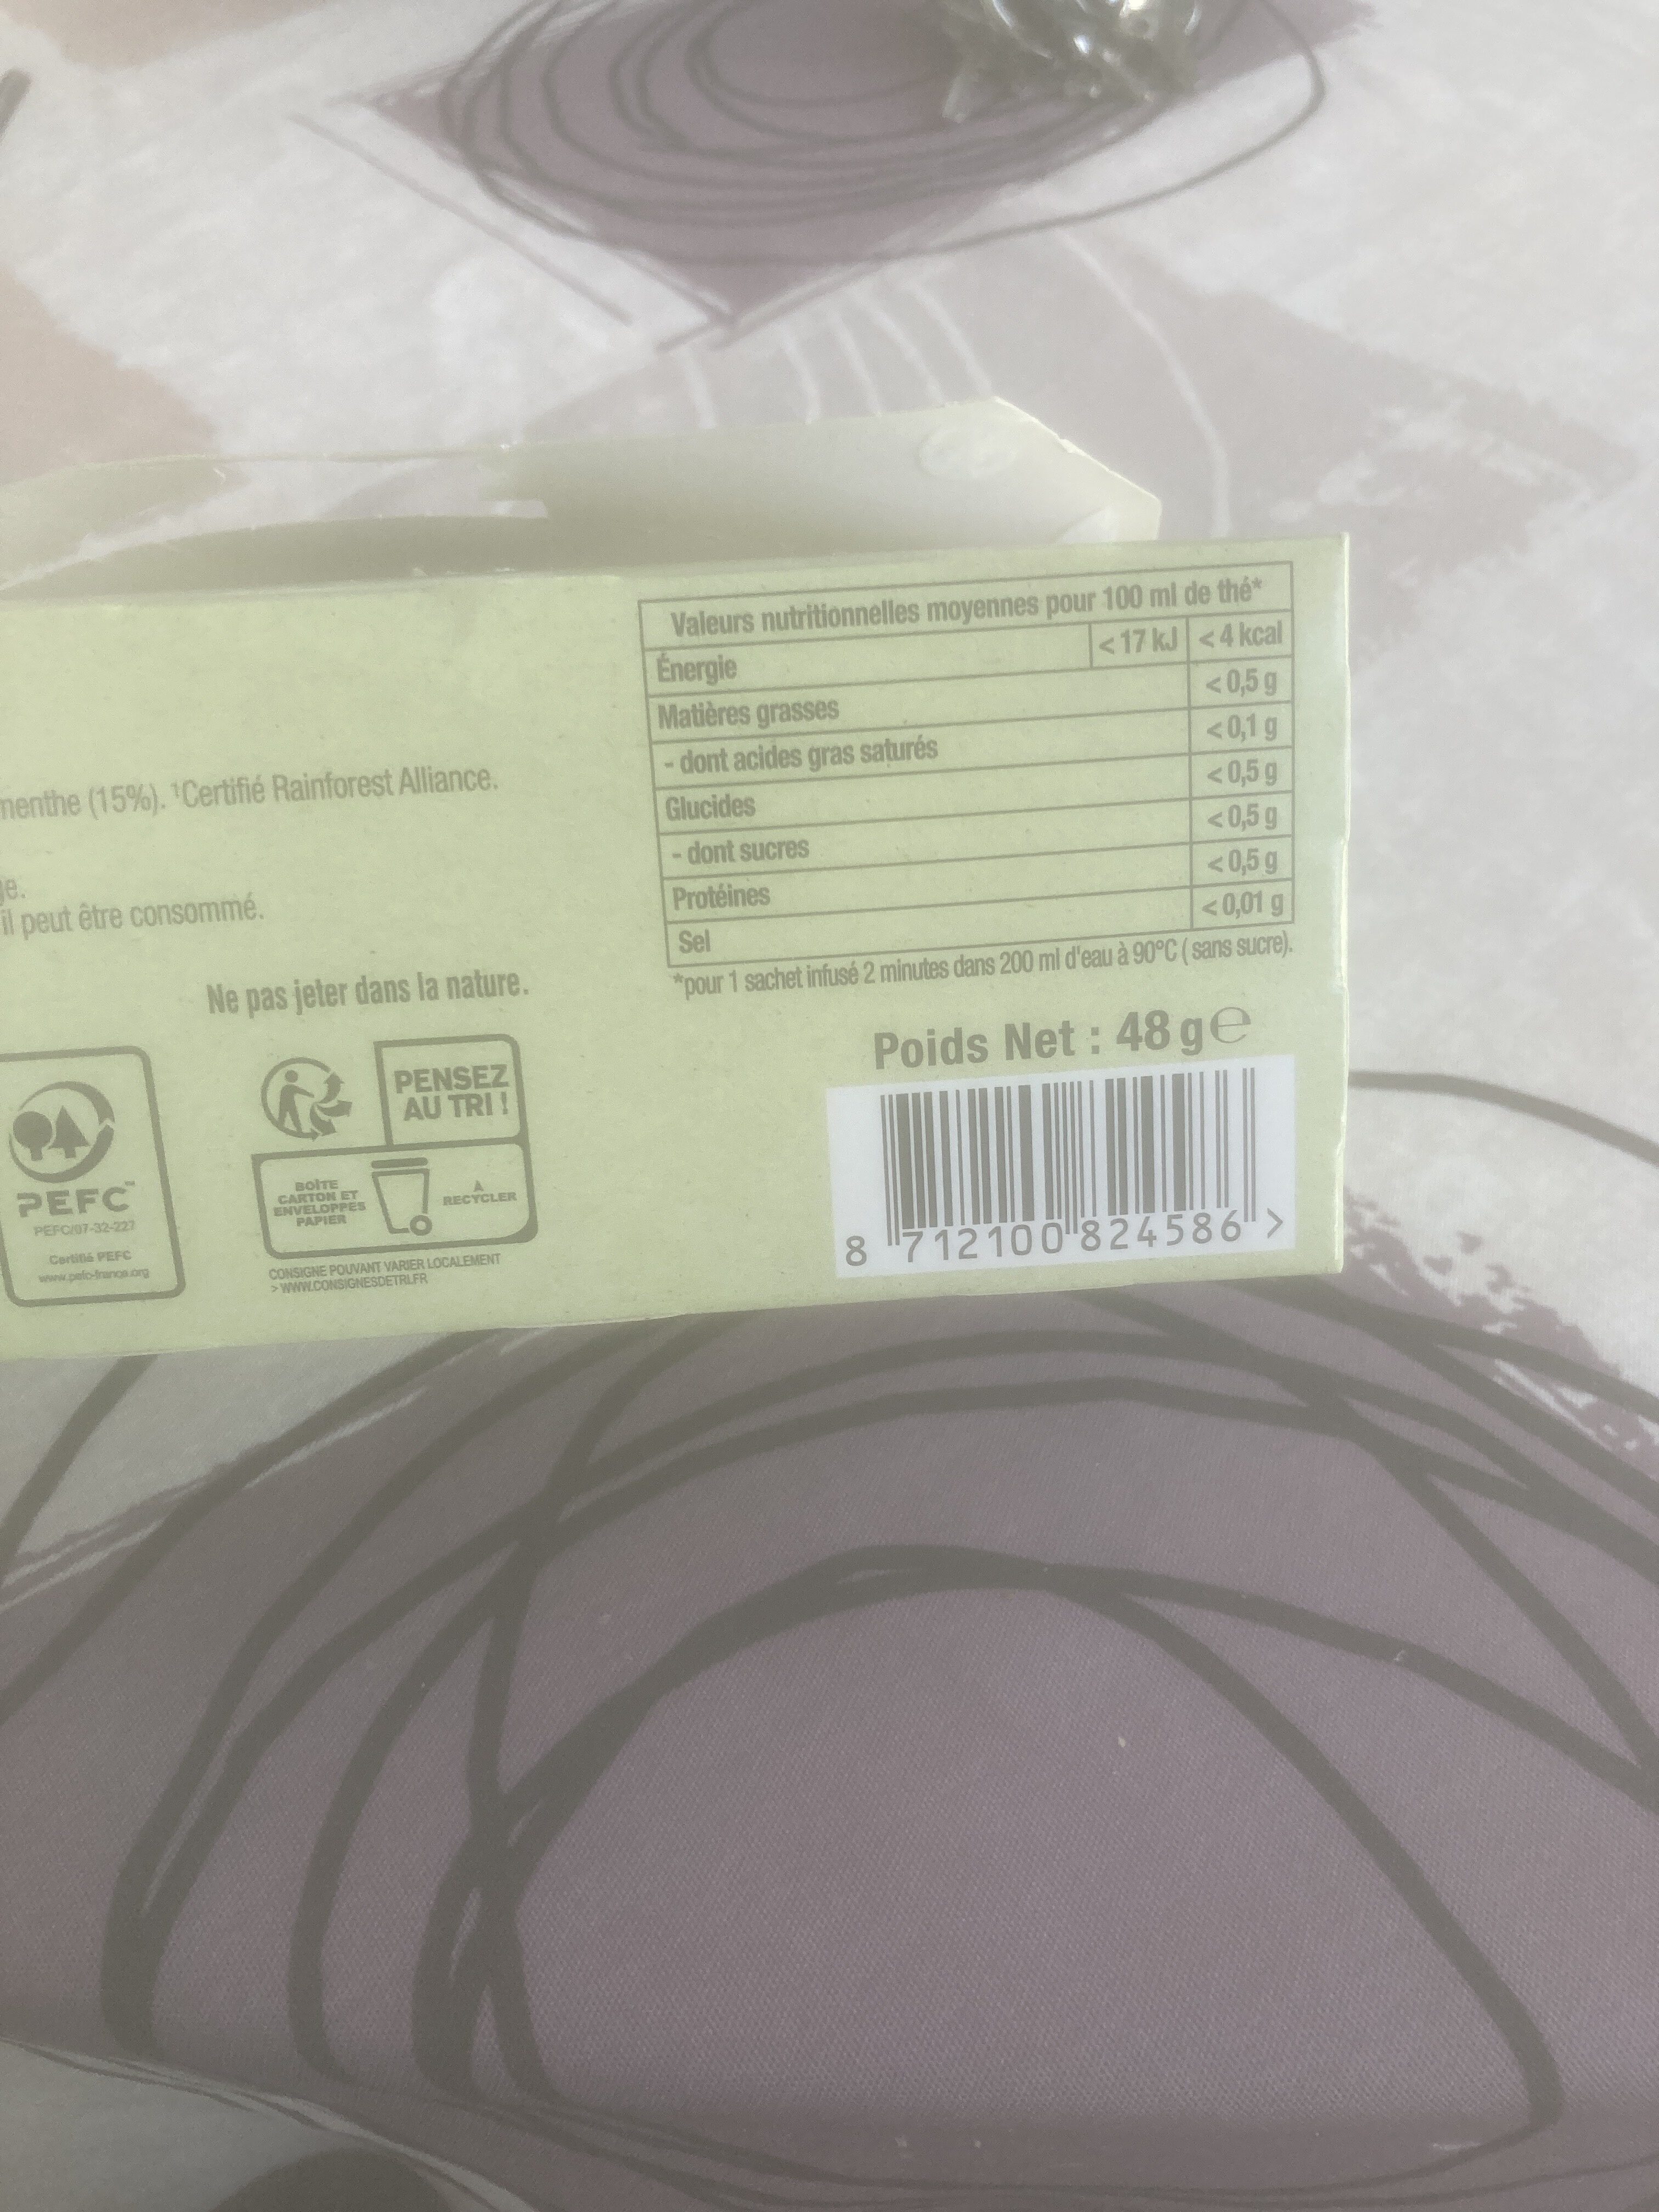 menthe (15%). ¹Certifié Rainforest Alliance.
il peut être consommé.
Ne pas jeter dans la nature.
PEFC™
PEFC/07-32-227
Certifié PEFC
www.pefc-france.org
PENSEZ
AU TRI !
BOÎTE
CARTON ET
ENVELOPPES
PAPIER
À
RECYCLER
CONSIGNE POUVANT VARIER LOCALEMENT
> WWW.CONSIGNESDETRI.FR
Valeurs nutritionnelles moyennes pour 100 ml de thé*
Énergie <17 kJ <4 kcal
Matières grasses <0,5 g
- dont acides gras saturés <0,1 g
Glucides <0,5 g
- dont sucres <0,5 g
Protéines <0,5 g
Sel <0,01 g
*pour 1 sachet infusé 2 minutes dans 200 ml d'eau à 90°C ( sans sucre).
Poids Net : 48 g ℮
8 712100 824586 >